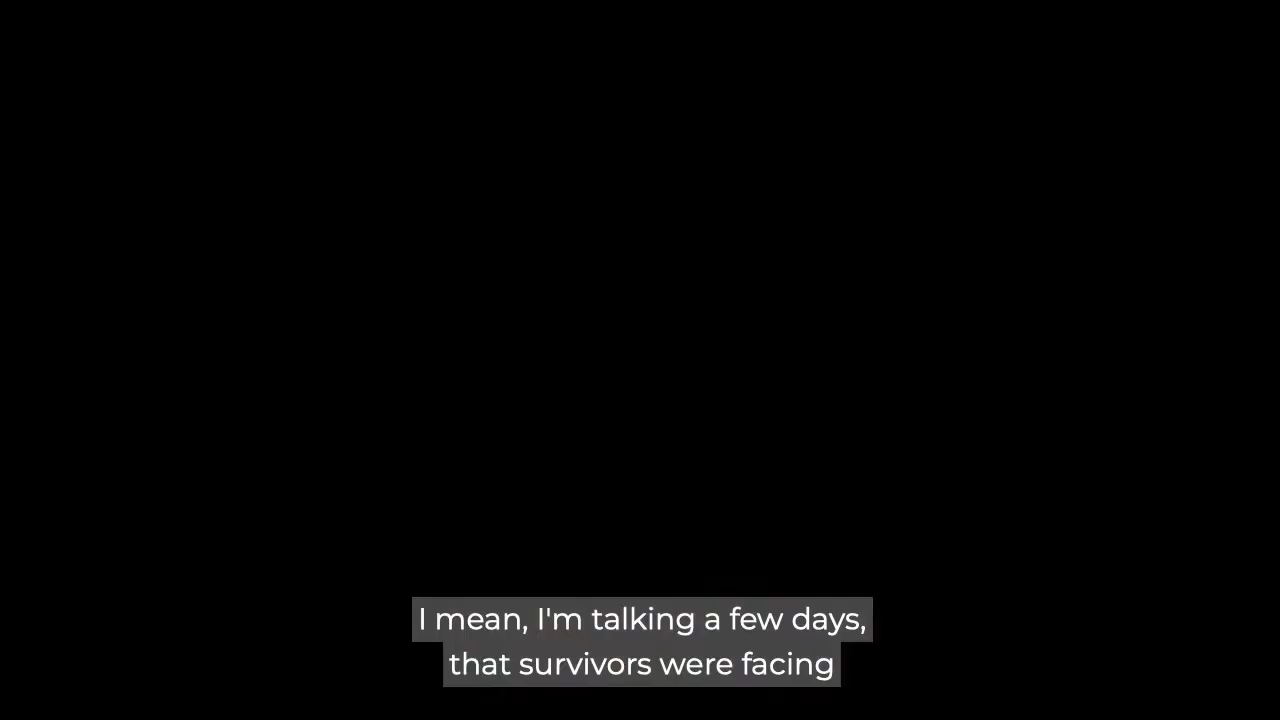 I mean, I'm talking a few days,
that survivors were facing